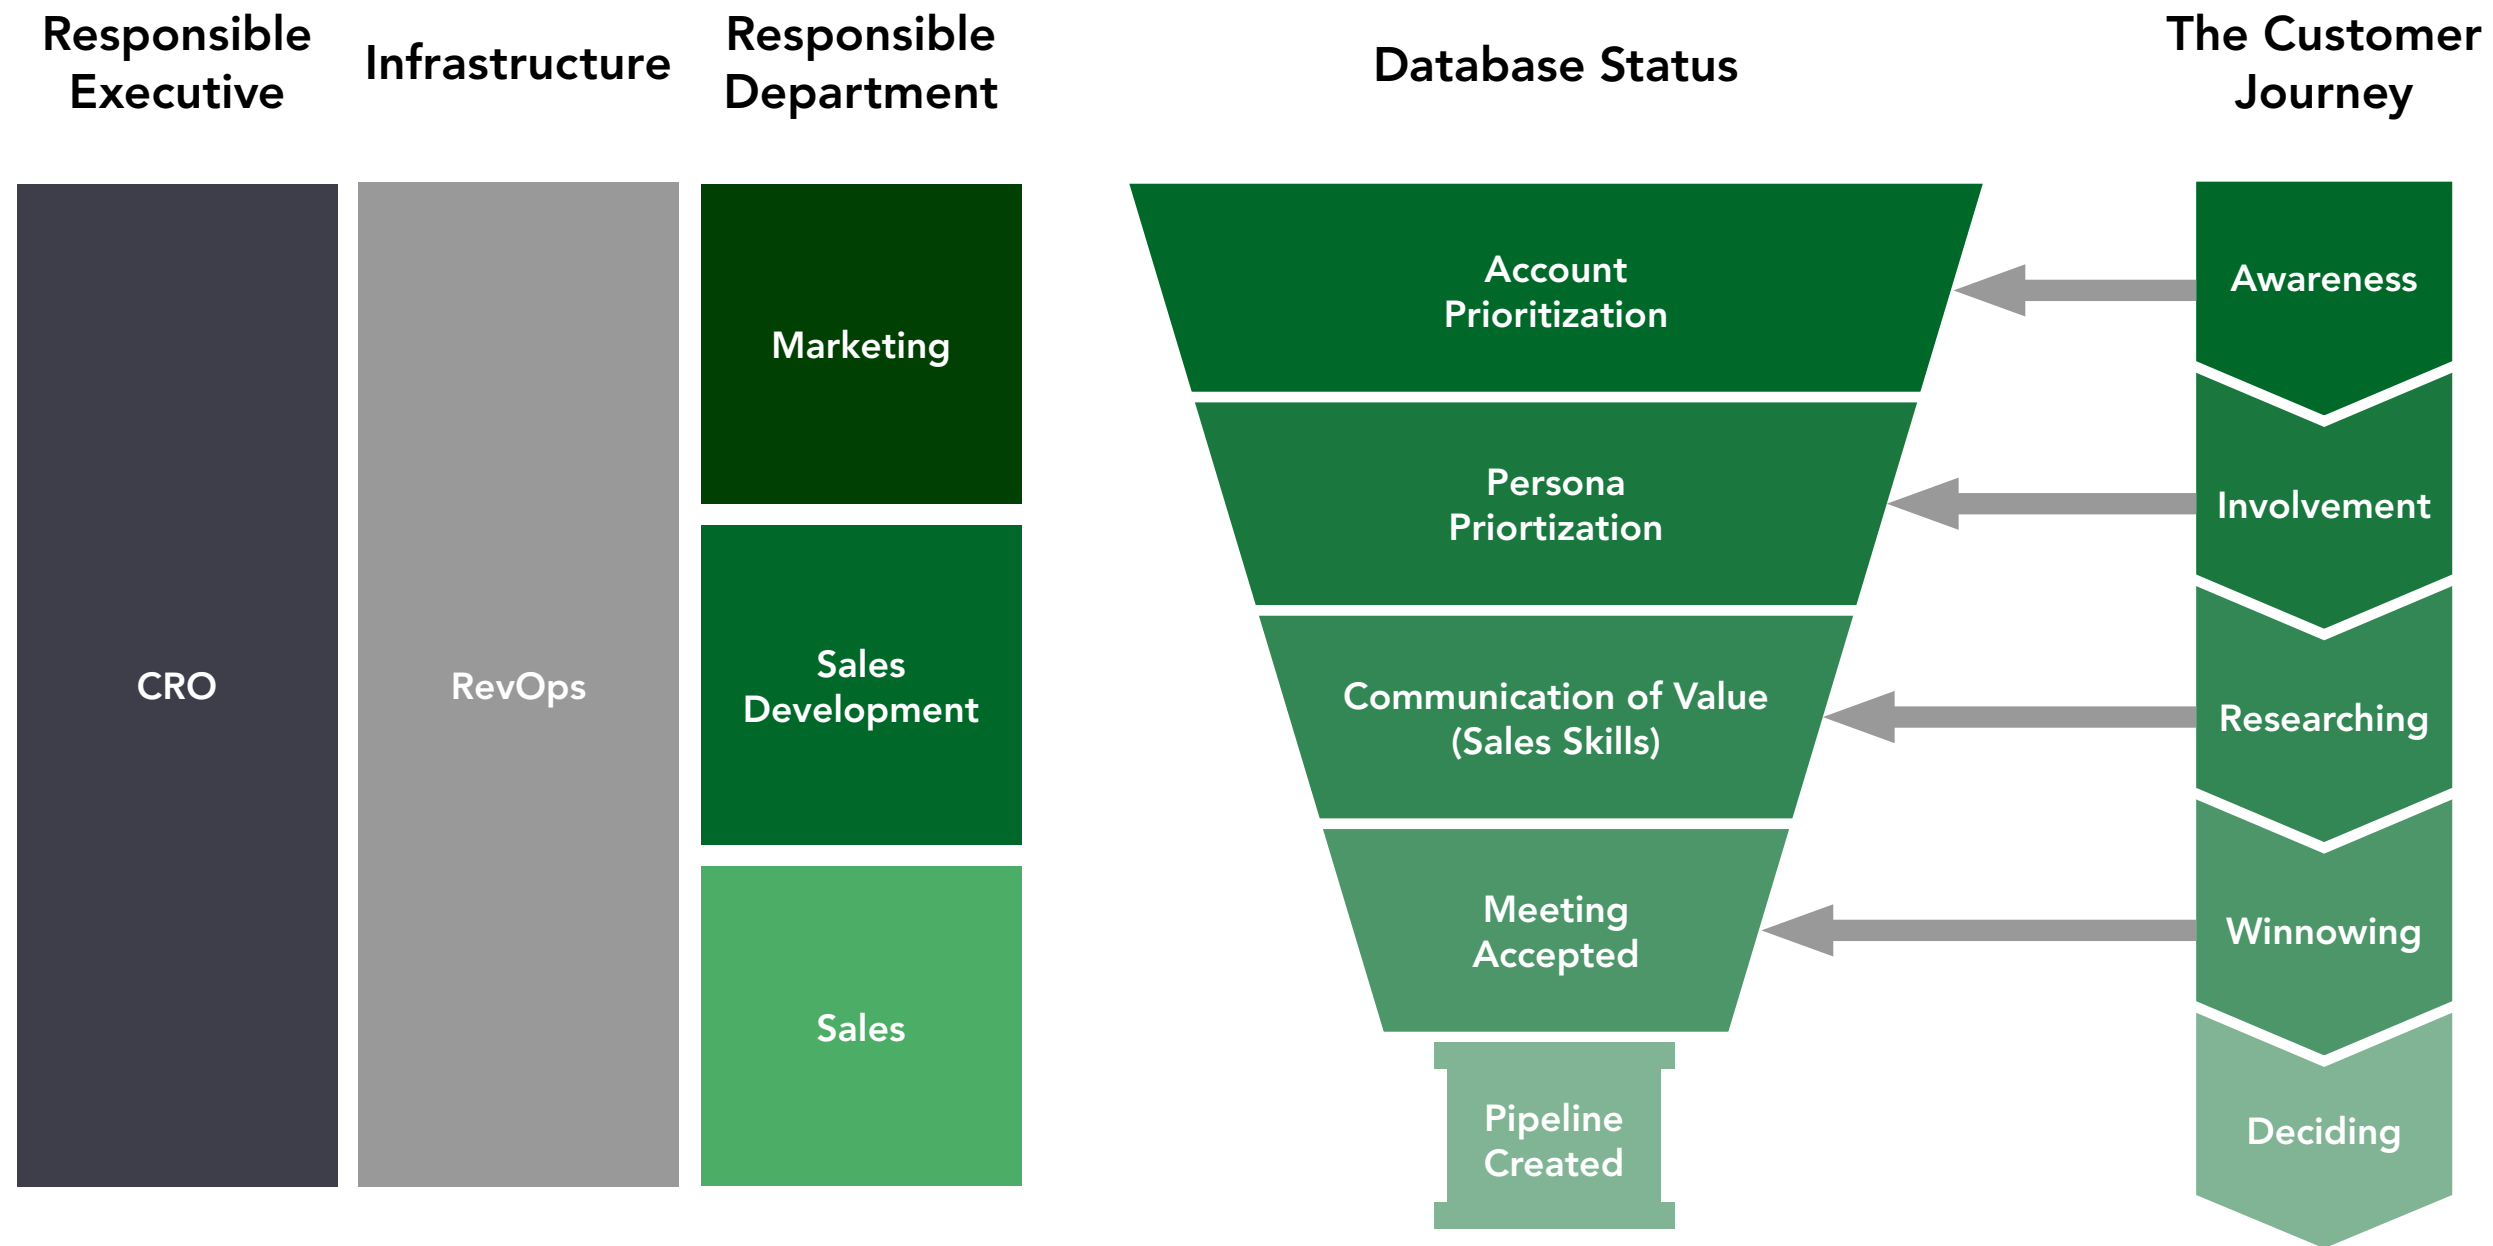 Responsible
Executive
Infrastructure
Responsible
Department
Database Status
The Customer
Journey
CRO
RevOps
Marketing
Sales
Development
Sales
Account
Prioritization
Persona
Priortization
Communication of Value
(Sales Skills)
Meeting
Accepted
Pipeline
Created
Awareness
Involvement
Researching
Winnowing
Deciding